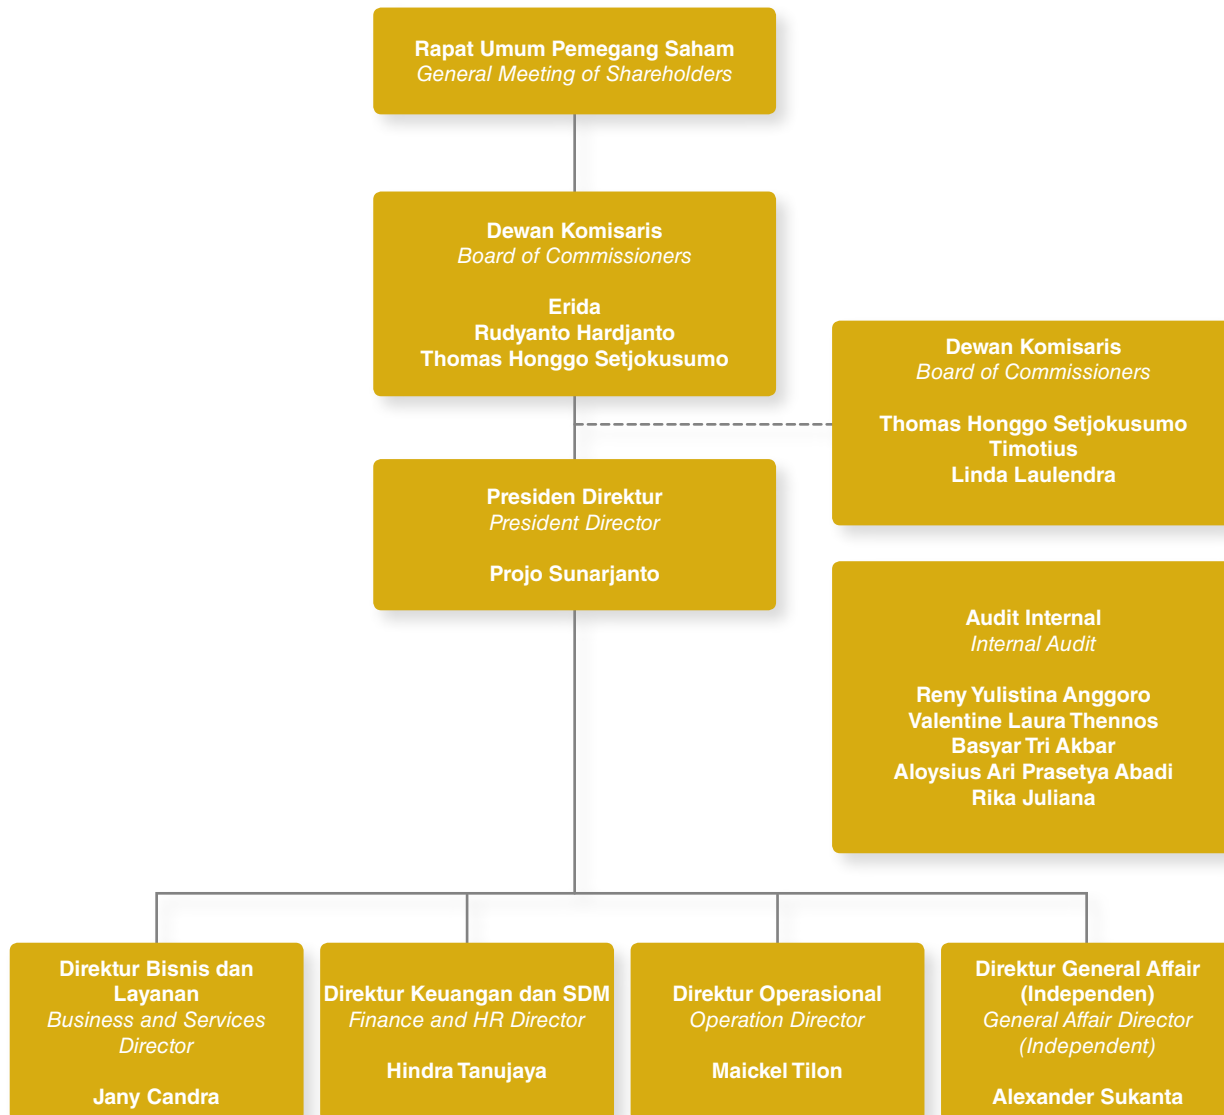 Rapat Umum Pemegang Saham
General Meeting of Shareholders
Dewan Komisaris
Board of Commissioners
Erida
Rudyanto Hardjanto
Thomas Honggo Setjokusumo
Dewan Komisaris
Board of Commissioners
Thomas Honggo Setjokusumo
Timotius
Linda Laulendra
Presiden Direktur
President Director
Projo Sunarjanto
Audit Internal
Internal Audit
Reny Yulistina Anggoro
Valentine Laura Thennos
Basyar Tri Akbar
Aloysius Ari Prasetya Abadi
Rika Juliana
Direktur Bisnis dan
Layanan
Business and Services
Director
Jany Candra
Direktur Keuangan dan SDM
Finance and HR Director
Hindra Tanujaya
Direktur Operasional
Operation Director
Maickel Tilon
Direktur General Affair
(Independen)
General Affair Director
(Independent)
Alexander Sukanta